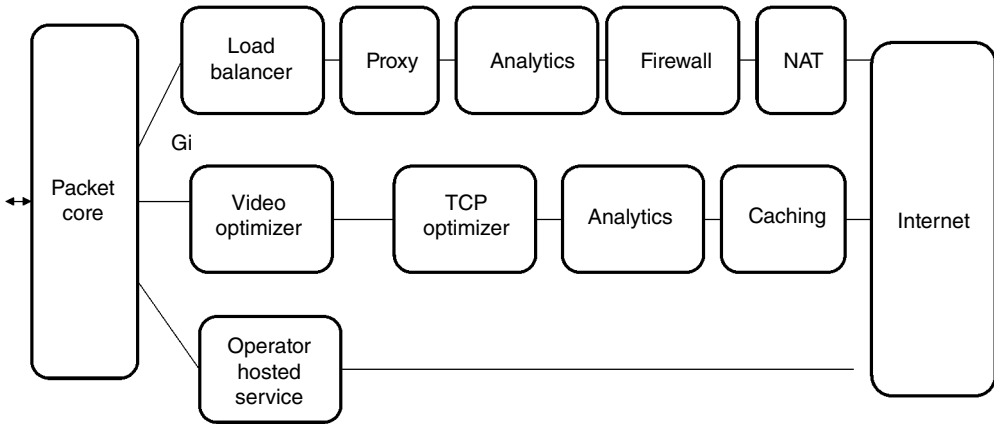 Packet
core
Gi
Load
balancer
Proxy
Analytics
Firewall
NAT
Video
optimizer
TCP
optimizer
Analytics
Caching
Operator
hosted
service
Internet